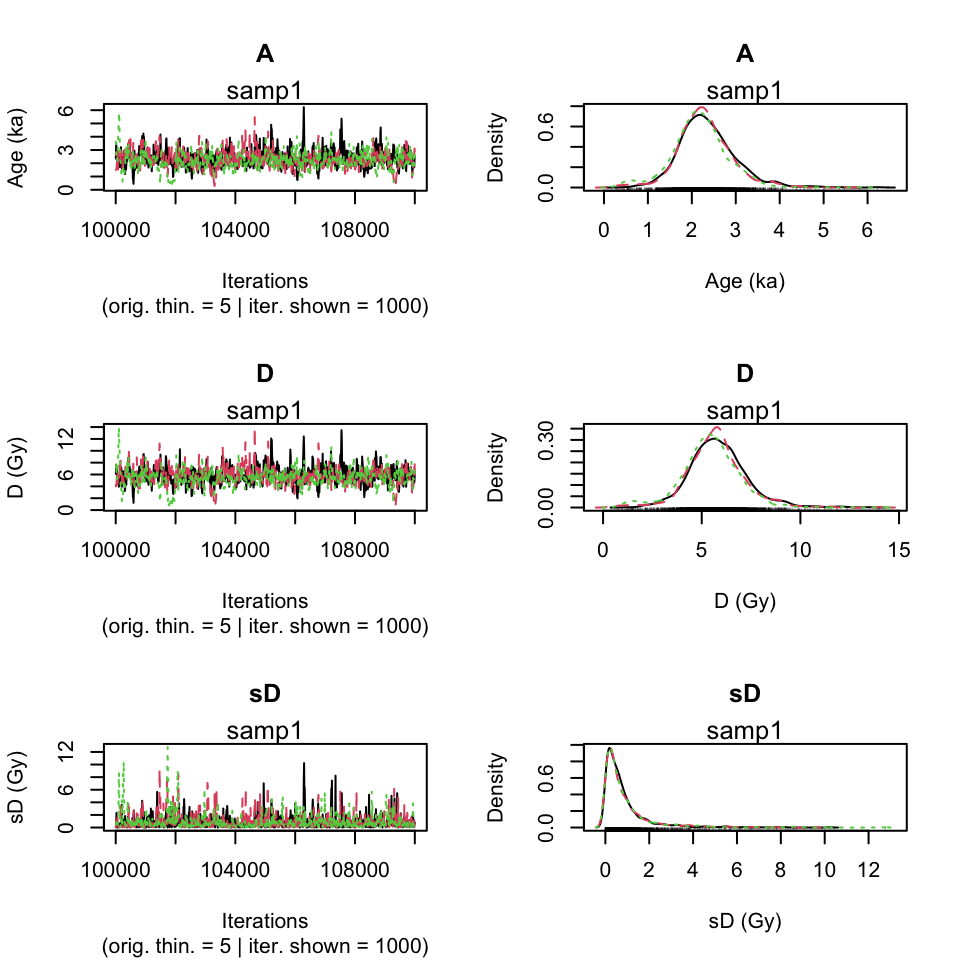 A
samp1
Age (ka)
0 3 6
100000 104000 108000
Iterations
(orig. thin. = 5 | iter. shown = 1000)
A
samp1
Density
0.0 0.6
0 1 2 3 4 5 6
Age (ka)
D
samp1
D (Gy)
0 6 12
100000 104000 108000
Iterations
(orig. thin. = 5 | iter. shown = 1000)
D
samp1
Density
0.00 0.30
0 5 10 15
D (Gy)
sD
samp1
sD (Gy)
0 6 12
100000 104000 108000
Iterations
(orig. thin. = 5 | iter. shown = 1000)
sD
samp1
Density
0.0 0.6
0 2 4 6 8 10 12
sD (Gy)